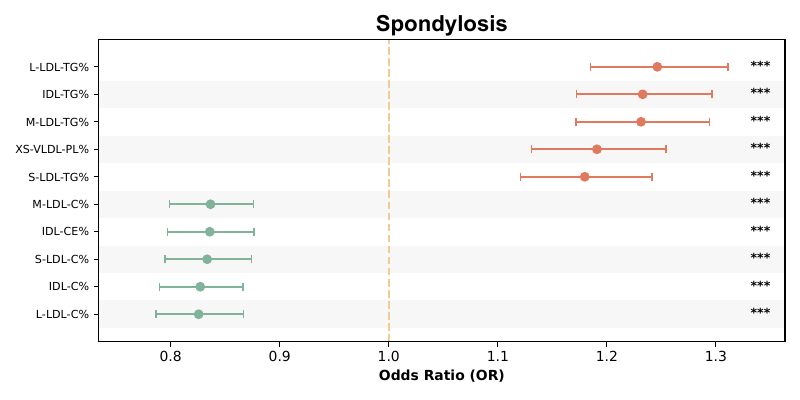 Spondylosis
L-LDL-TG% ***
IDL-TG% ***
M-LDL-TG% ***
XS-VLDL-PL% ***
S-LDL-TG% ***
M-LDL-C% ***
IDL-CE% ***
S-LDL-C% ***
IDL-C% ***
L-LDL-C% ***
0.8 0.9 1.0 1.1 1.2 1.3
Odds Ratio (OR)